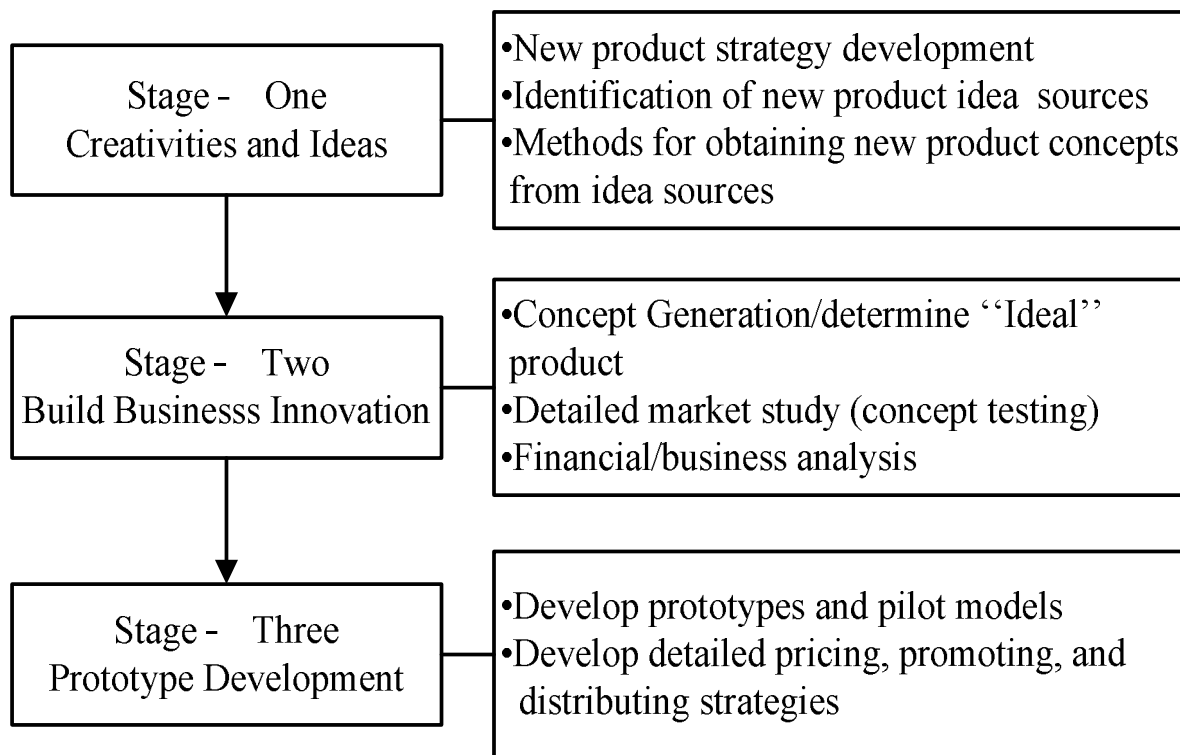 Stage - One
Creativities and Ideas
•New product strategy development
•Identification of new product idea sources
•Methods for obtaining new product concepts
from idea sources
Stage - Two
Build Businesss Innovation
•Concept Generation/determine ‘‘Ideal’’
product
•Detailed market study (concept testing)
•Financial/business analysis
Stage - Three
Prototype Development
•Develop prototypes and pilot models
•Develop detailed pricing, promoting, and
distributing strategies